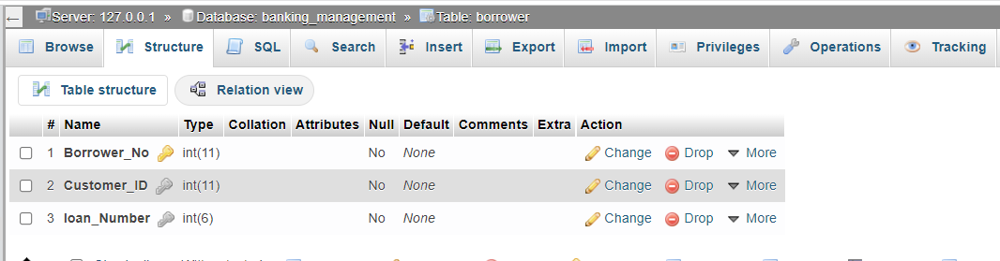 Server: 127.0.0.1 » Database: banking_management » Table: borrower
Browse Structure SQL Search Insert Export Import Privileges Operations Tracking
Table structure Relation view
# Name Type Collation Attributes Null Default Comments Extra Action
1 Borrower_No int(11) No None Change Drop More
2 Customer_ID int(11) No None Change Drop More
3 loan_Number int(6) No None Change Drop More